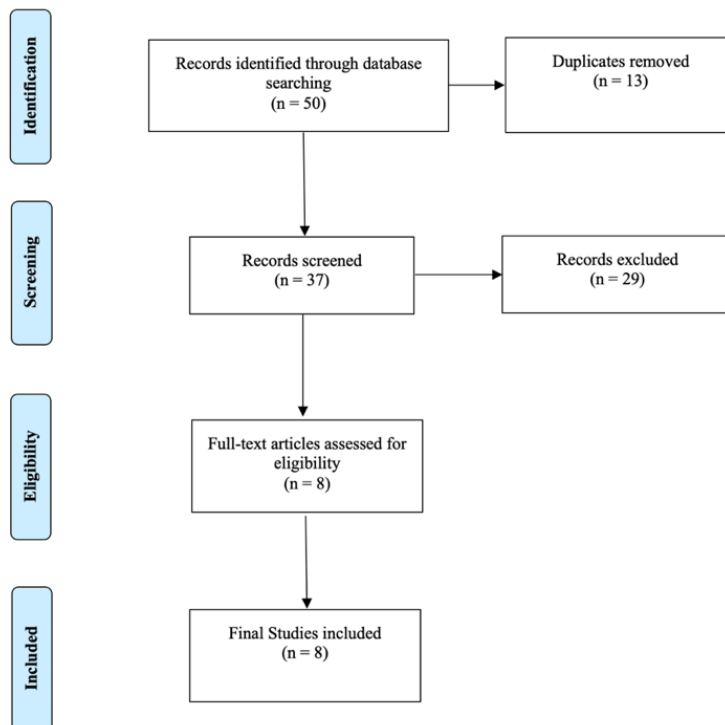 Identification
Records identified through database
searching
(n = 50)
Duplicates removed
(n = 13)
Screening
Records screened
(n = 37)
Records excluded
(n = 29)
Eligibility
Full-text articles assessed for
eligibility
(n = 8)
Included
Final Studies included
(n = 8)